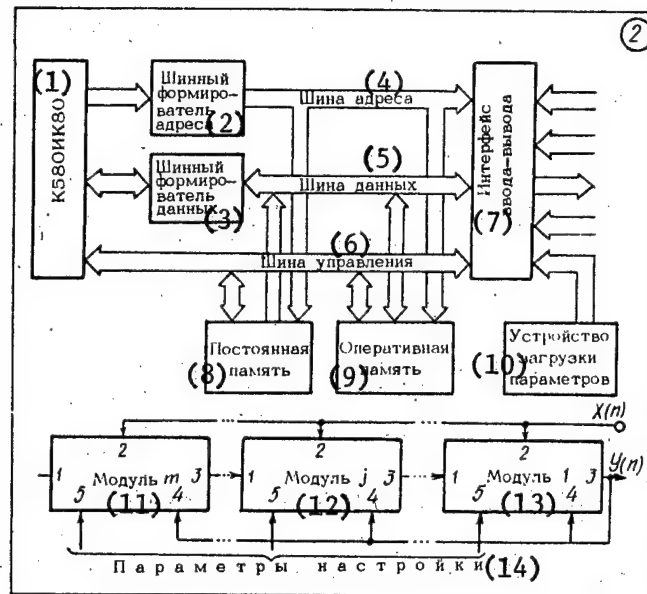 2
(1)
К580ИК80
Шинный
формиро-
ватель
адреса
(2)
(4)
Шина адреса
Шинный
формиро-
ватель
данных
(3)
(5)
Шина данных
(6)
Шина управления
Интерфейс
ввода-вывода
(7)
Постоянная
память
(8)
Оперативная
память
(9)
Устройство
загрузки
параметров
(10)
X(n)
2
2
2
1 Модуль m 3
5 (11) 4
1 Модуль j 3
5 (12) 4
1 Модуль 1 3
5 (13) 4
Y(n)
Параметры настройки (14)